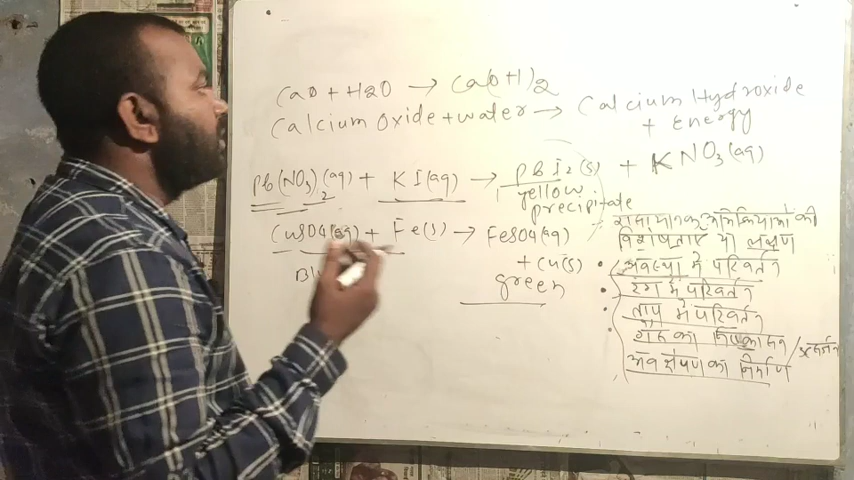 CaO + H2O → Ca(OH)2
Calcium Oxide + water → Calcium Hydroxide
+ Energy
Pb(NO3)2(aq) + KI(aq) → PbI2(s) + KNO3(aq)
yellow
precipitate
CuSO4(aq) + Fe(s) → FeSO4(aq)
+ Cu(s)
green
रासायनिक अभिक्रियाओं की
विशेषताएँ या लक्षण
अवस्था में परिवर्तन
रंग में परिवर्तन
ताप में परिवर्तन
गैस का निष्कासन
अवक्षेपण का निर्माण